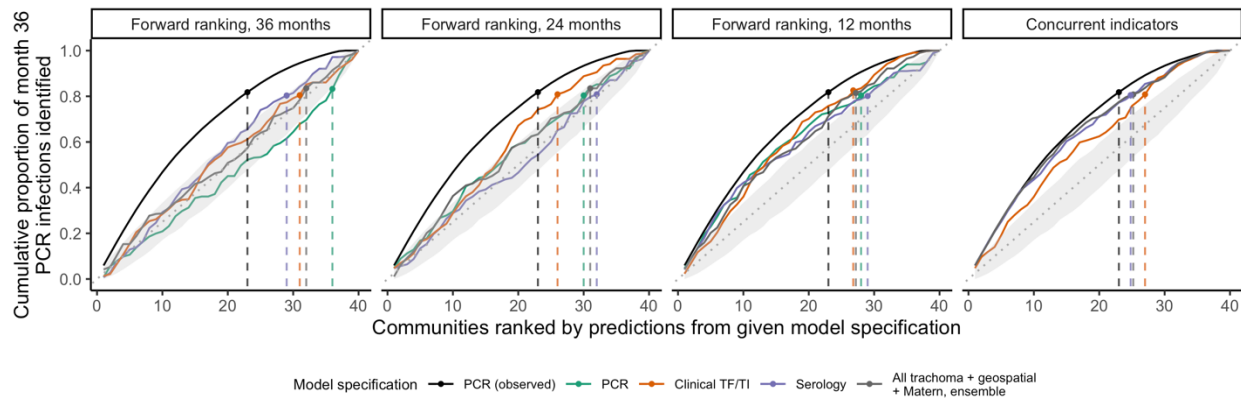 Forward ranking, 36 months
Forward ranking, 24 months
Forward ranking, 12 months
Concurrent indicators
Cumulative proportion of month 36
PCR infections identified
1.0
0.8
0.6
0.4
0.2
0.0
0 10 20 30 40
0 10 20 30 40
0 10 20 30 40
0 10 20 30 40
Communities ranked by predictions from given model specification
Model specification
PCR (observed)
PCR
Clinical TF/TI
Serology
All trachoma + geospatial
+ Matern, ensemble